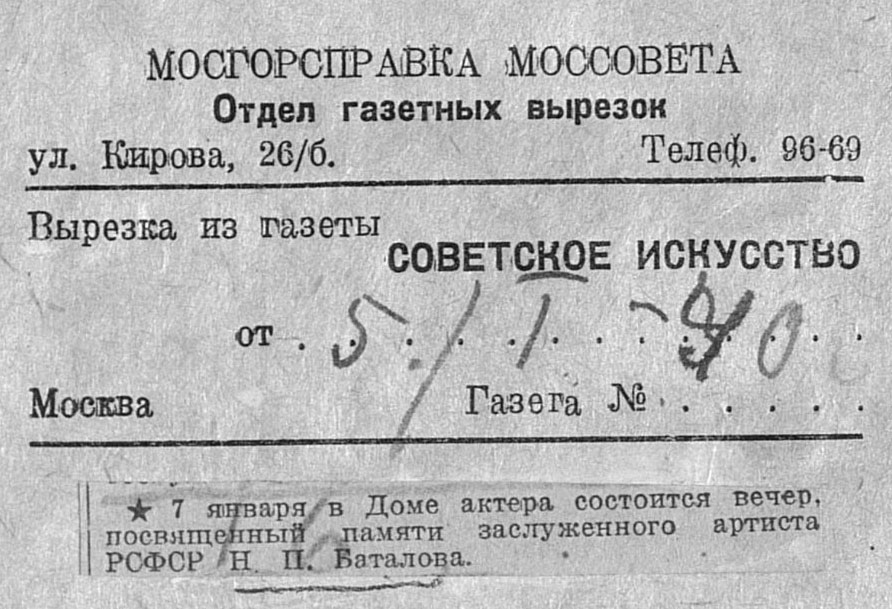 МОСГОРСПРАВКА МОССОВЕТА
Отдел газетных вырезок
ул. Кирова, 26/б. Телеф. 96-69
Вырезка из газеты
СОВЕТСКОЕ ИСКУССТВО
от . 5 / I - 40
Москва Газета № . . . . .
★ 7 января в Доме актера состоится вечер,
посвященный памяти заслуженного артиста
РСФСР Н. П. Баталова.